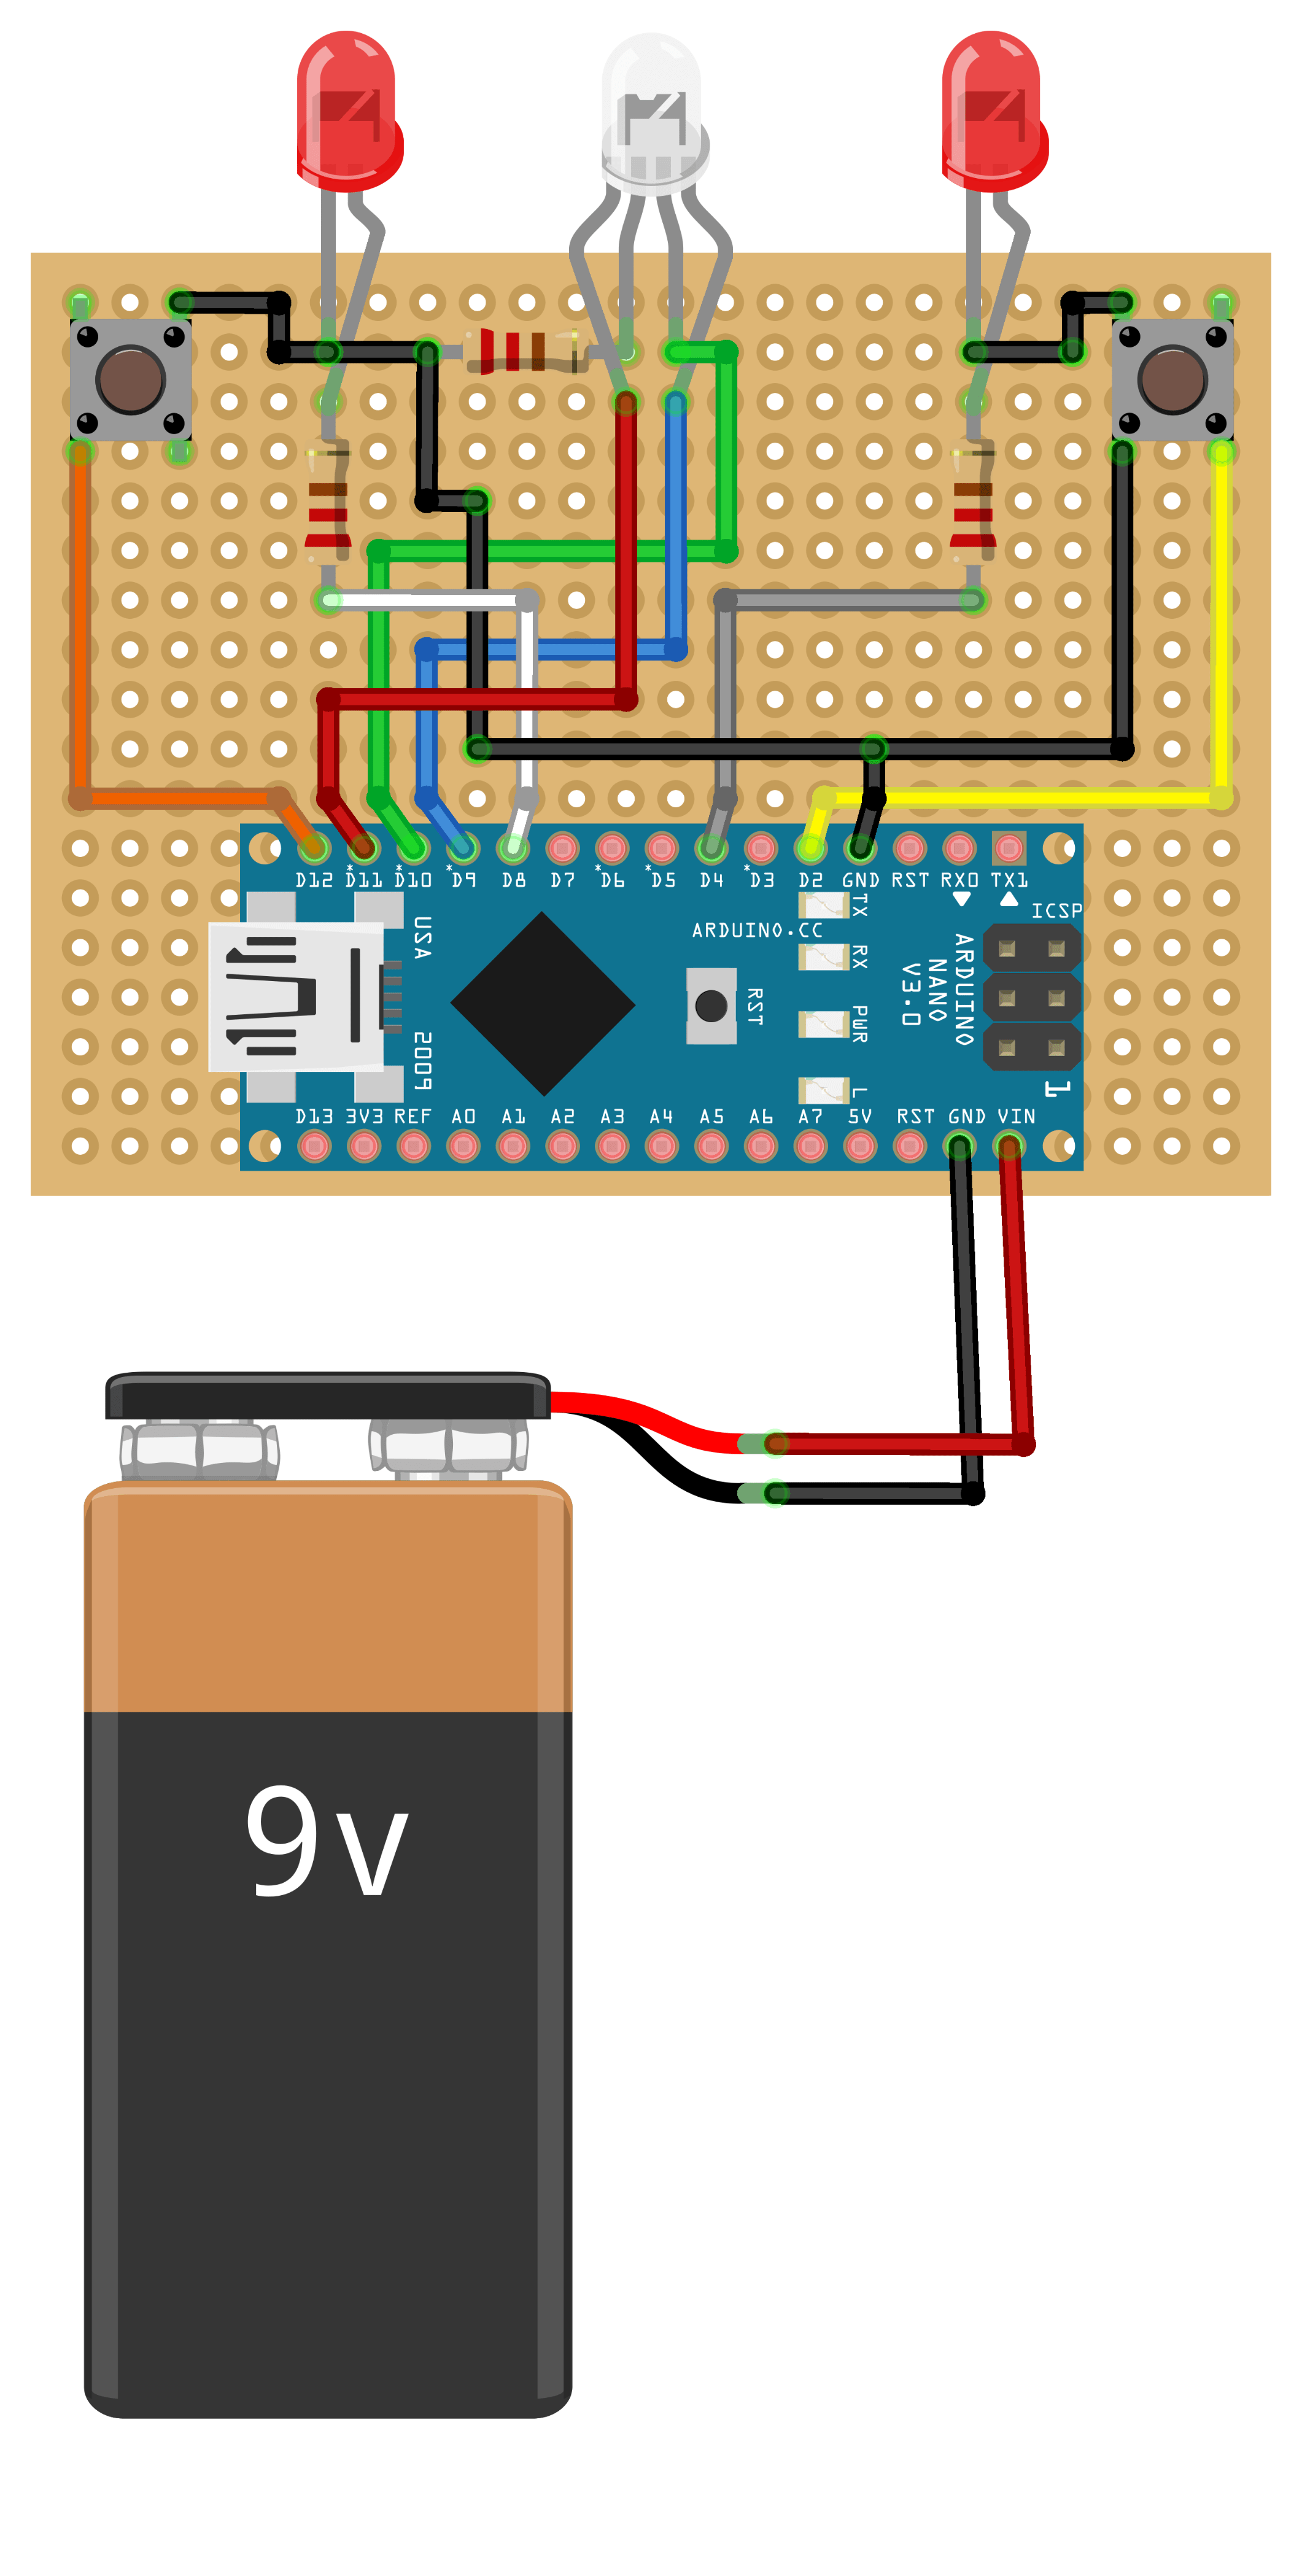 D12 *D11 *D10 *D9 D8 D7 *D6 *D5 D4 *D3 D2 GND RST RX0 TX1
TX
ICSP
ARDUINO.CC
RX
USA
ARDUINO
NANO
V3.0
RST
PWR
2009
L
1
D13 3V3 REF A0 A1 A2 A3 A4 A5 A6 A7 5V RST GND VIN
9v